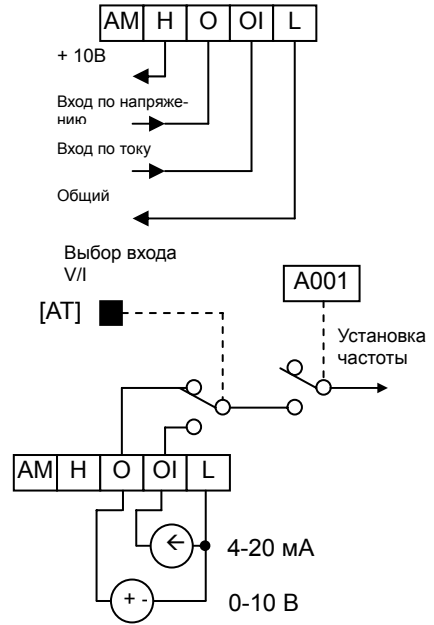 AM H O OI L
+ 10В
Вход по напряже-
нию
Вход по току
Общий
Выбор входа
V/I
[AT]
A001
Установка
частоты
AM H O OI L
4-20 мА
+ -
0-10 В